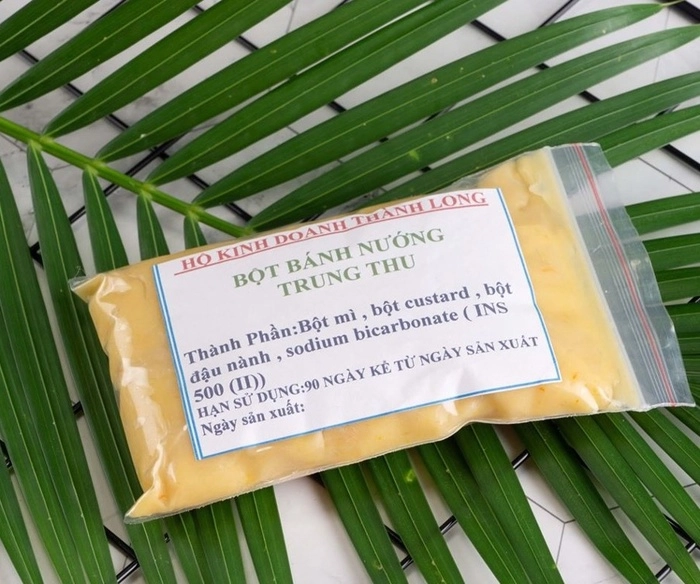 HỘ KINH DOANH THÀNH LONG
BỘT BÁNH NƯỚNG
TRUNG THU
Thành Phần:Bột mì , bột custard , bột
đậu nành , sodium bicarbonate ( INS
500 (II))
HẠN SỬ DỤNG:90 NGÀY KỂ TỪ NGÀY SẢN XUẤT
Ngày sản xuất: